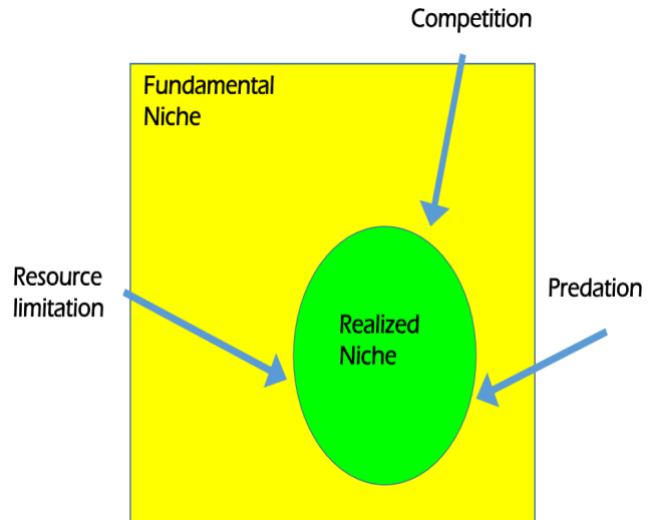 Competition
Fundamental
Niche
Resource
limitation
Predation
Realized
Niche